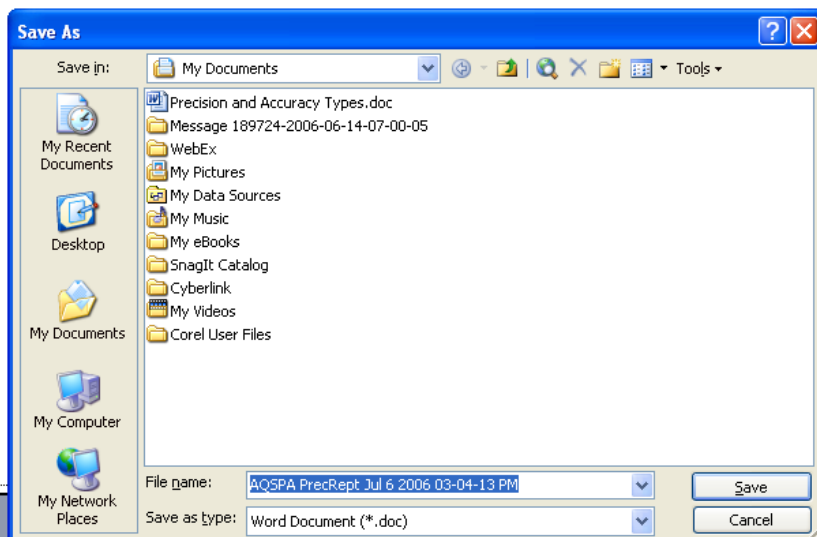 Save As
Save in:
My Documents
Tools
My Recent
Documents
Desktop
My Documents
My Computer
My Network
Places
Precision and Accuracy Types.doc
Message 189724-2006-06-14-07-00-05
WebEx
My Pictures
My Data Sources
My Music
My eBooks
SnagIt Catalog
Cyberlink
My Videos
Corel User Files
File name:
AQSPA PrecRept Jul 6 2006 03-04-13 PM
Save
Save as type:
Word Document (*.doc)
Cancel